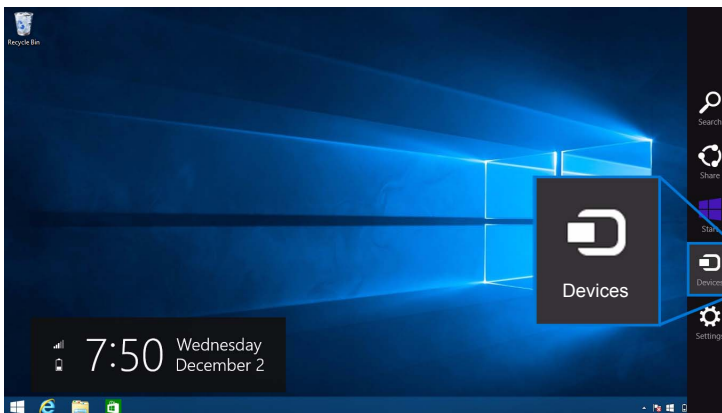 Recycle Bin
Search
Share
Start
Devices
Devices
Settings
7:50
Wednesday
December 2